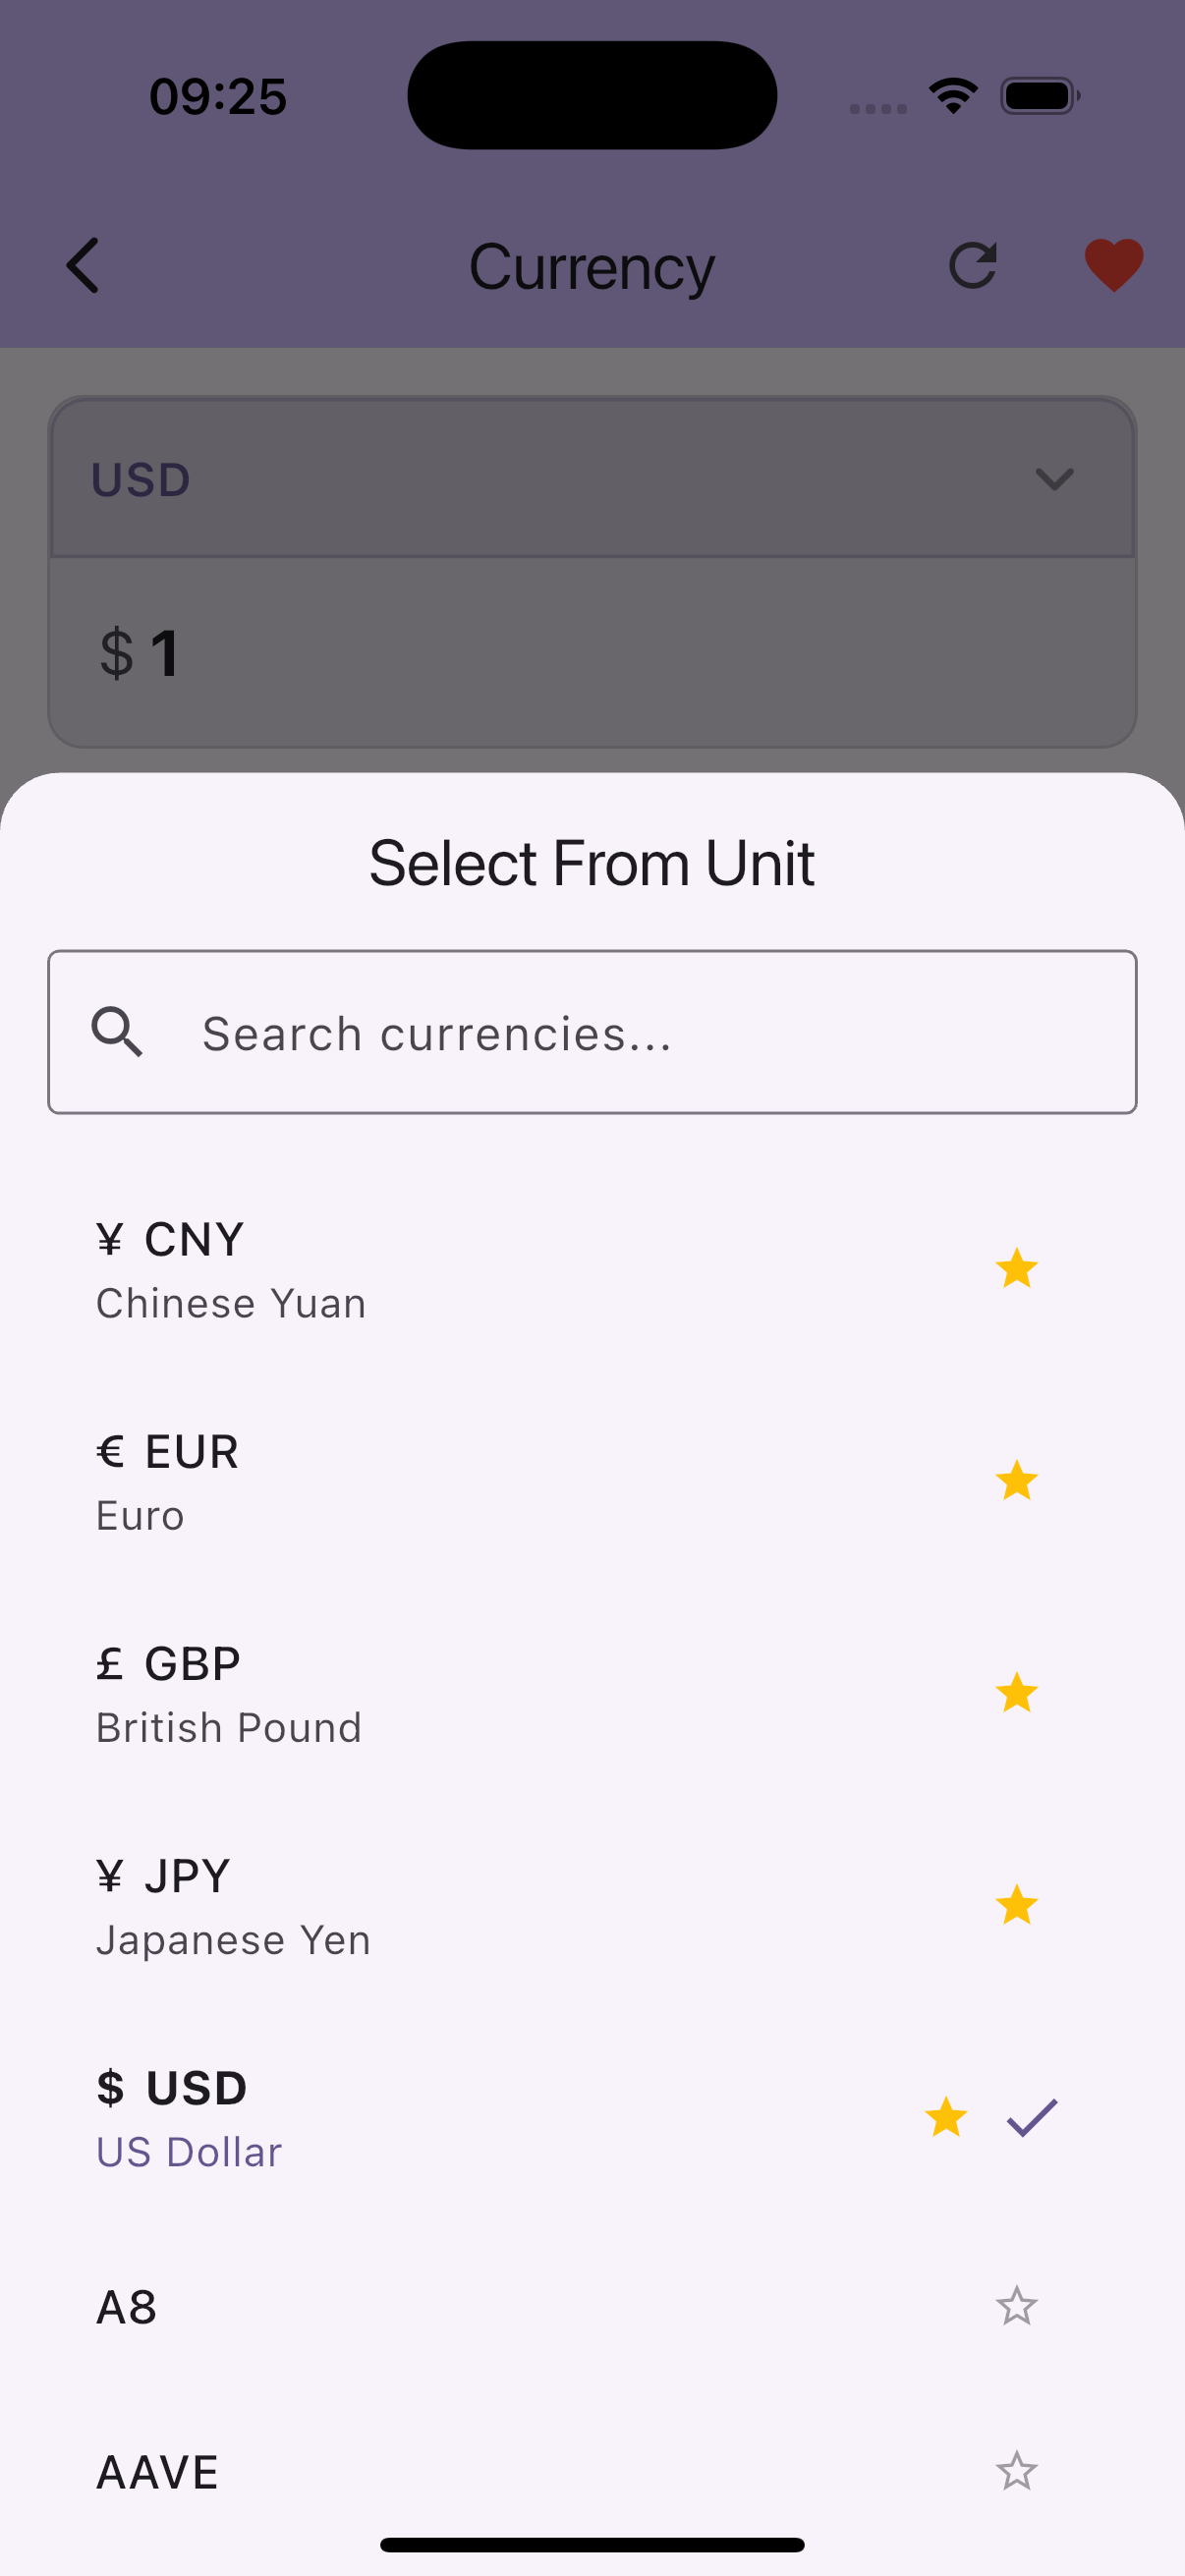 09:25
Currency
USD
$ 1
Select From Unit
Search currencies...
¥ CNY
Chinese Yuan
€ EUR
Euro
£ GBP
British Pound
¥ JPY
Japanese Yen
$ USD
US Dollar
A8
AAVE